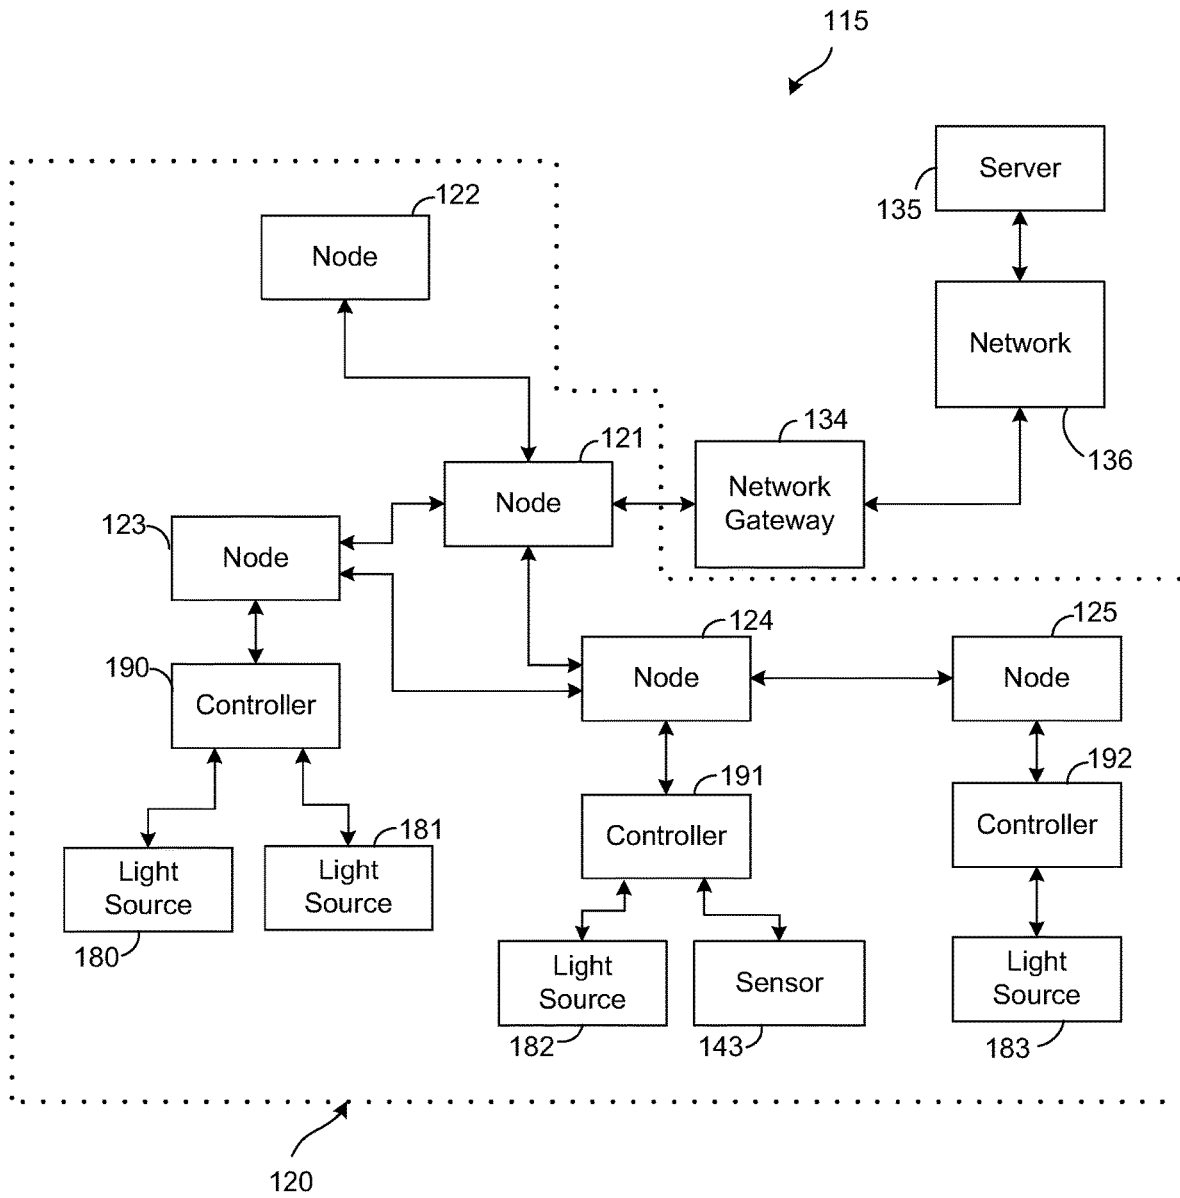 115
Server
135
122
Node
Network
136
134
Network
Gateway
121
Node
123
Node
124
Node
125
Node
190
Controller
191
Controller
192
Controller
181
Light
Source
Light
Source
180
Light
Source
182
Sensor
143
Light
Source
183
120